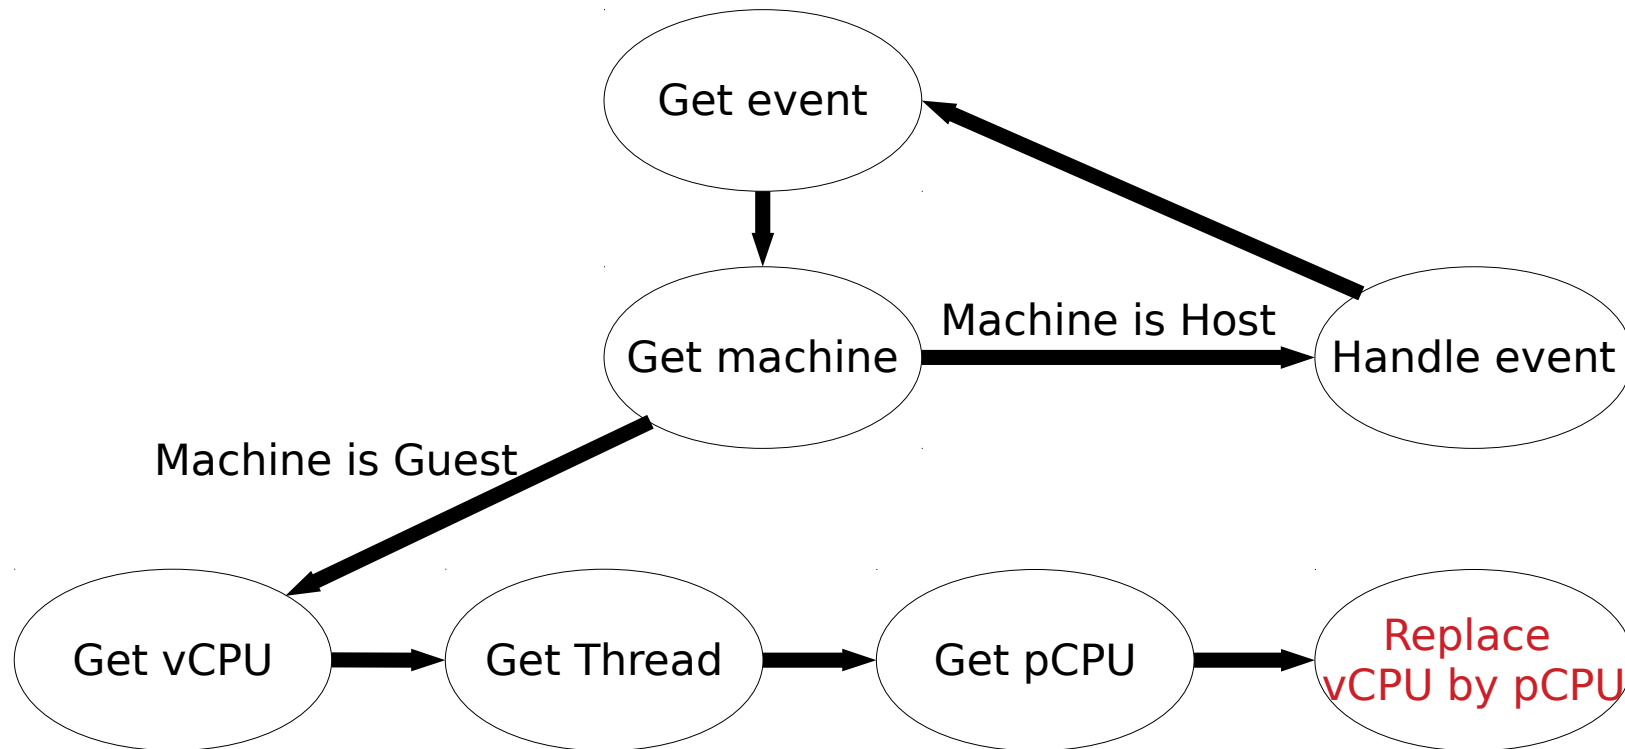 Get event
Machine is Host
Get machine
Handle event
Machine is Guest
Get vCPU
Get Thread
Get pCPU
Replace
vCPU by pCPU